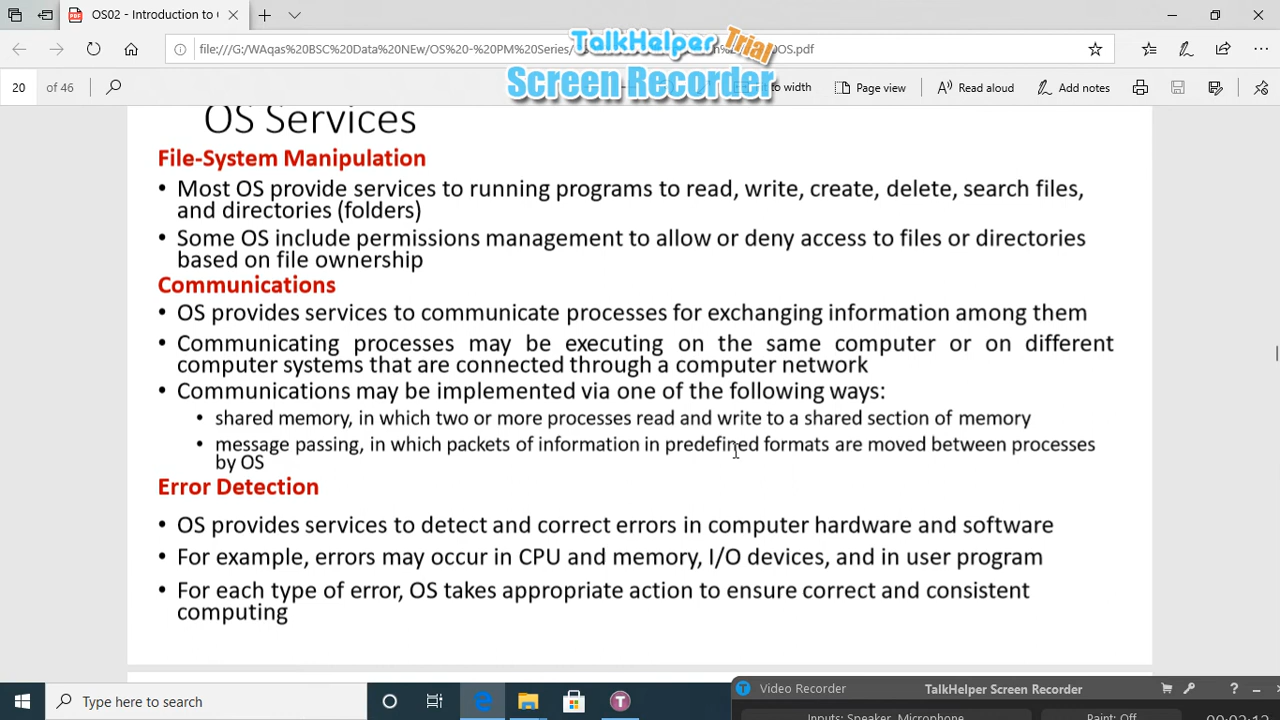 OS02 - Introduction to
file:///G:/WAqas%20BSC%20Data%20NEw/OS%20-%20PM%20Series/ OS.pdf
TalkHelper Trial
Screen Recorder
20 of 46 to width Page view Read aloud Add notes
OS Services
File-System Manipulation
• Most OS provide services to running programs to read, write, create, delete, search files,
and directories (folders)
• Some OS include permissions management to allow or deny access to files or directories
based on file ownership
Communications
• OS provides services to communicate processes for exchanging information among them
• Communicating processes may be executing on the same computer or on different
computer systems that are connected through a computer network
• Communications may be implemented via one of the following ways:
• shared memory, in which two or more processes read and write to a shared section of memory
• message passing, in which packets of information in predefined formats are moved between processes
by OS
Error Detection
• OS provides services to detect and correct errors in computer hardware and software
• For example, errors may occur in CPU and memory, I/O devices, and in user program
• For each type of error, OS takes appropriate action to ensure correct and consistent
computing
Type here to search
Video Recorder TalkHelper Screen Recorder
Inputs: Speaker, Microphone Paint: Off